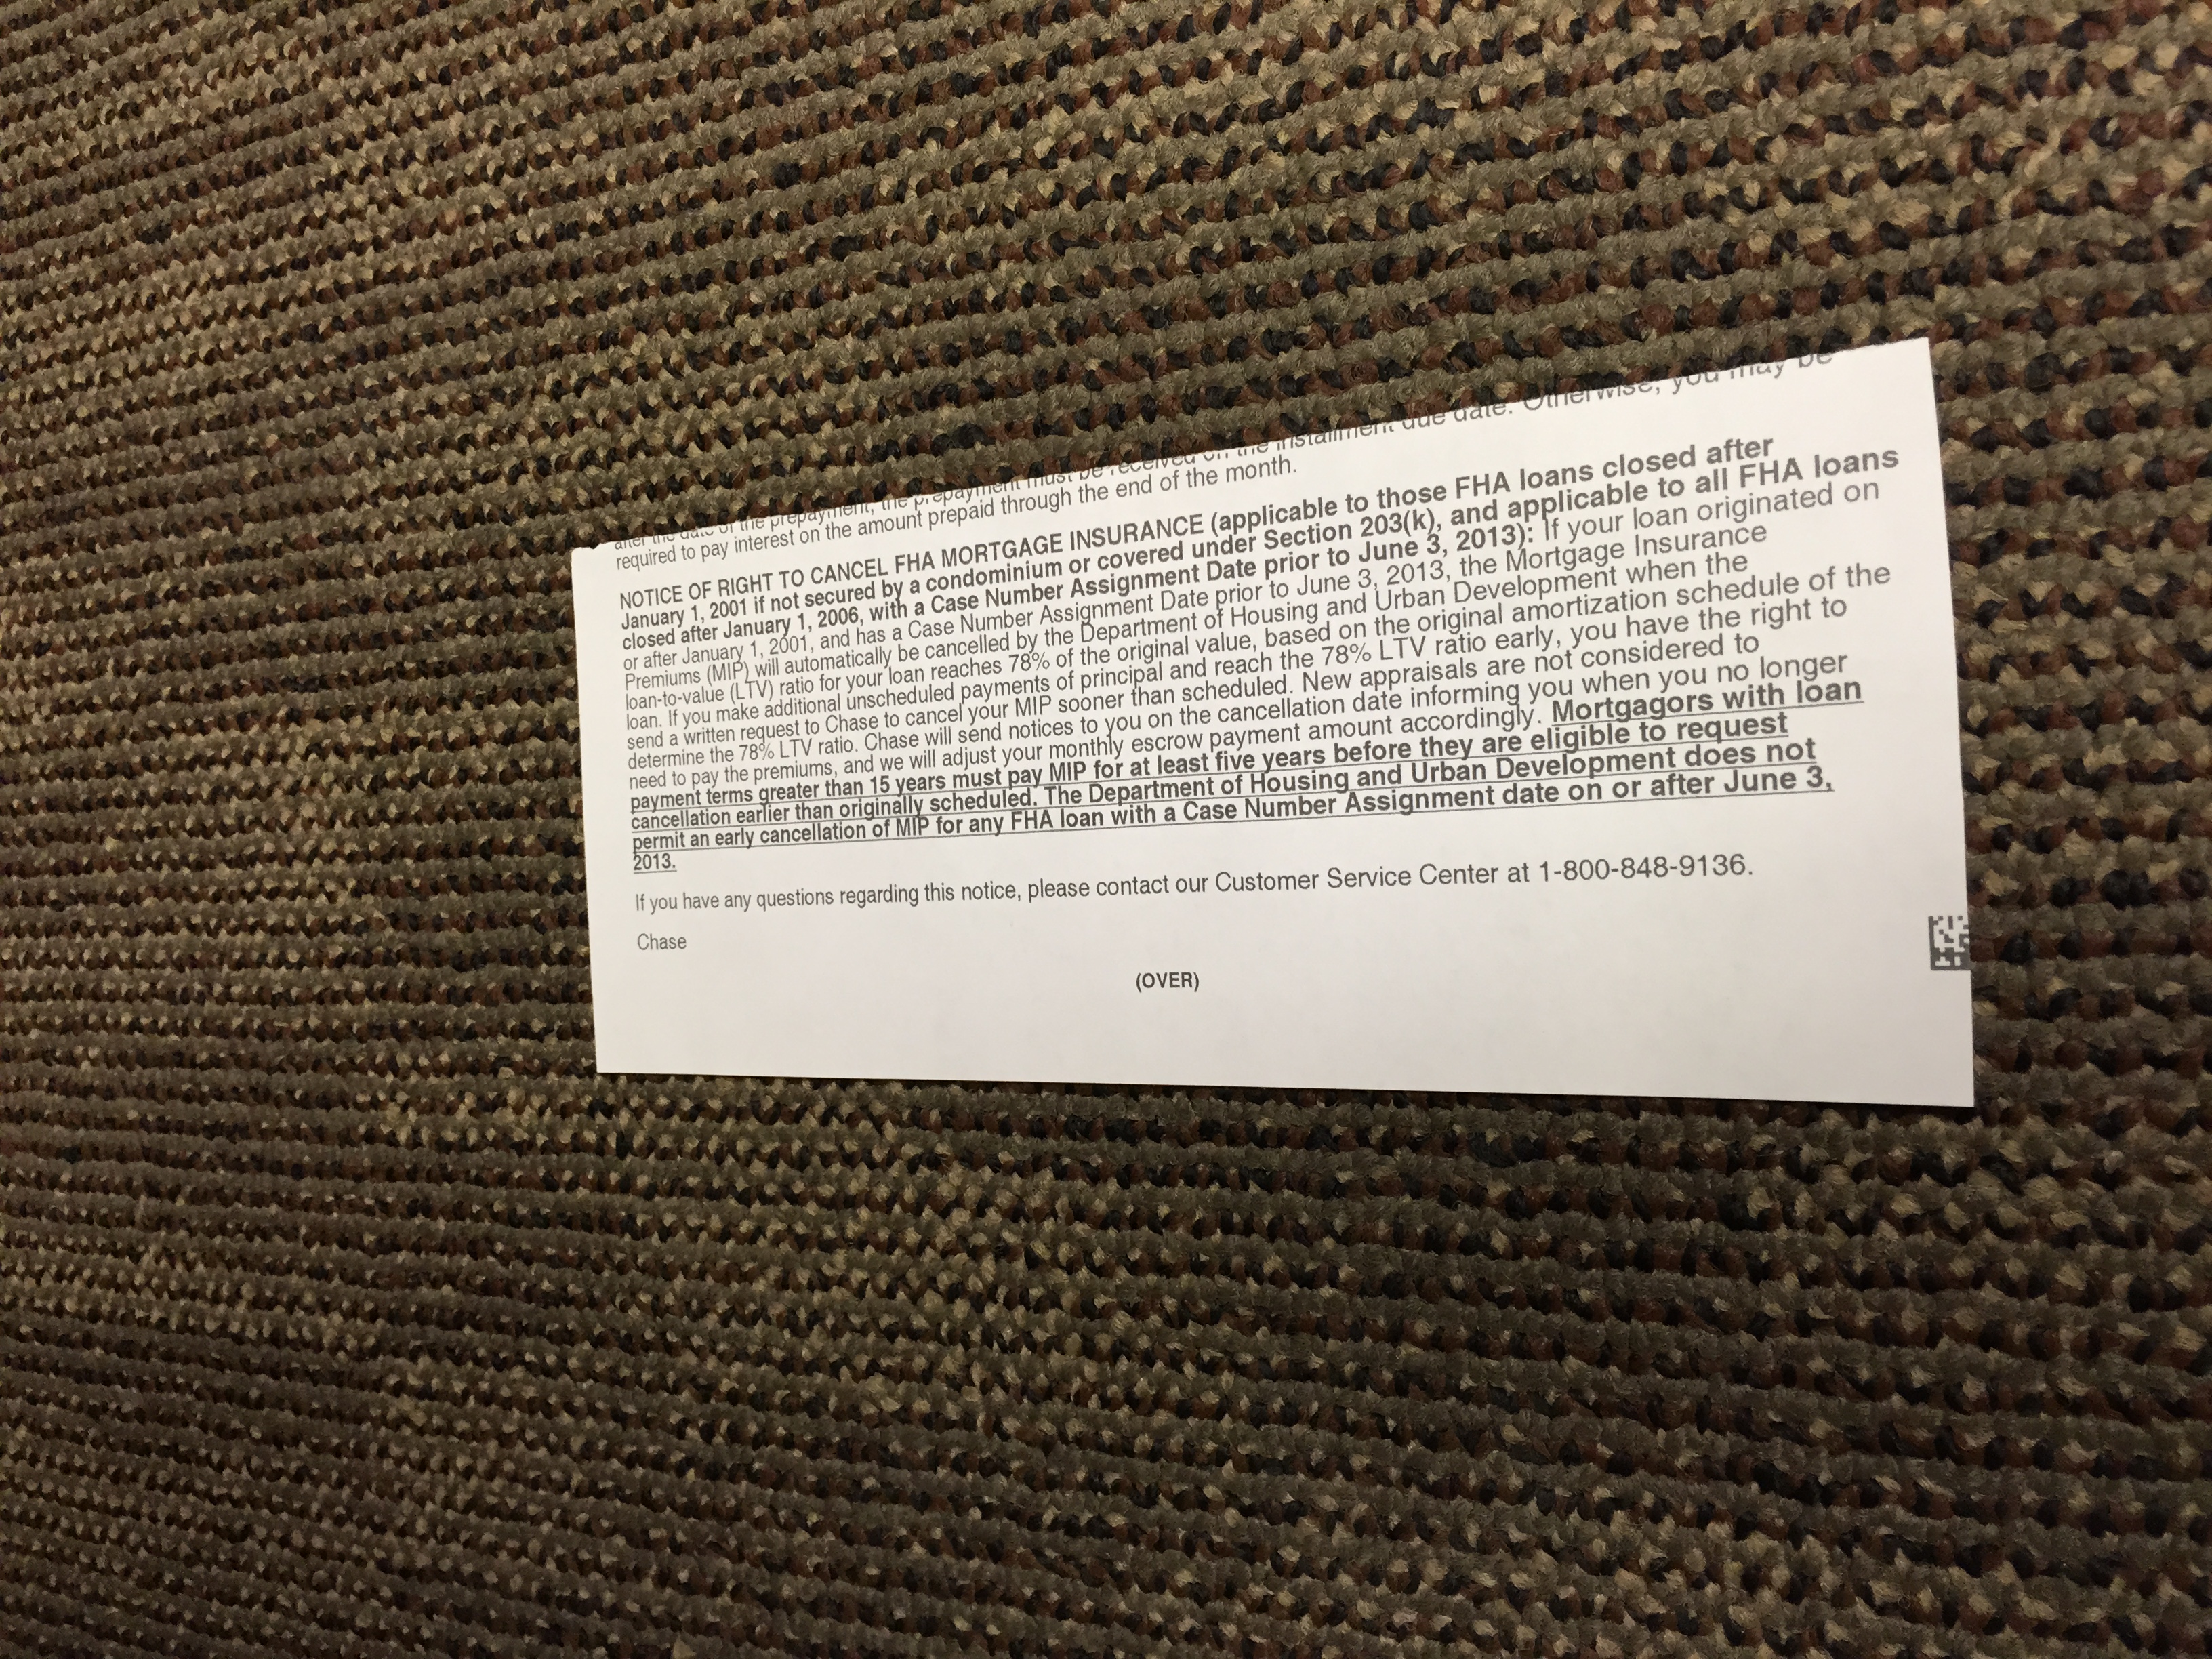 after the date of the prepayment, the prepayment must be received on the installment due date. Otherwise, you may be
required to pay interest on the amount prepaid through the end of the month.
NOTICE OF RIGHT TO CANCEL FHA MORTGAGE INSURANCE (applicable to those FHA loans closed after
January 1, 2001 if not secured by a condominium or covered under Section 203(k), and applicable to all FHA loans
closed after January 1, 2006, with a Case Number Assignment Date prior to June 3, 2013): If your loan originated on
or after January 1, 2001, and has a Case Number Assignment Date prior to June 3, 2013, the Mortgage Insurance
Premiums (MIP) will automatically be cancelled by the Department of Housing and Urban Development when the
loan-to-value (LTV) ratio for your loan reaches 78% of the original value, based on the original amortization schedule of the
loan. If you make additional unscheduled payments of principal and reach the 78% LTV ratio early, you have the right to
send a written request to Chase to cancel your MIP sooner than scheduled. New appraisals are not considered to
determine the 78% LTV ratio. Chase will send notices to you on the cancellation date informing you when you no longer
need to pay the premiums, and we will adjust your monthly escrow payment amount accordingly. Mortgagors with loan
payment terms greater than 15 years must pay MIP for at least five years before they are eligible to request
cancellation earlier than originally scheduled. The Department of Housing and Urban Development does not
permit an early cancellation of MIP for any FHA loan with a Case Number Assignment date on or after June 3,
2013.
If you have any questions regarding this notice, please contact our Customer Service Center at 1-800-848-9136.
Chase
(OVER)